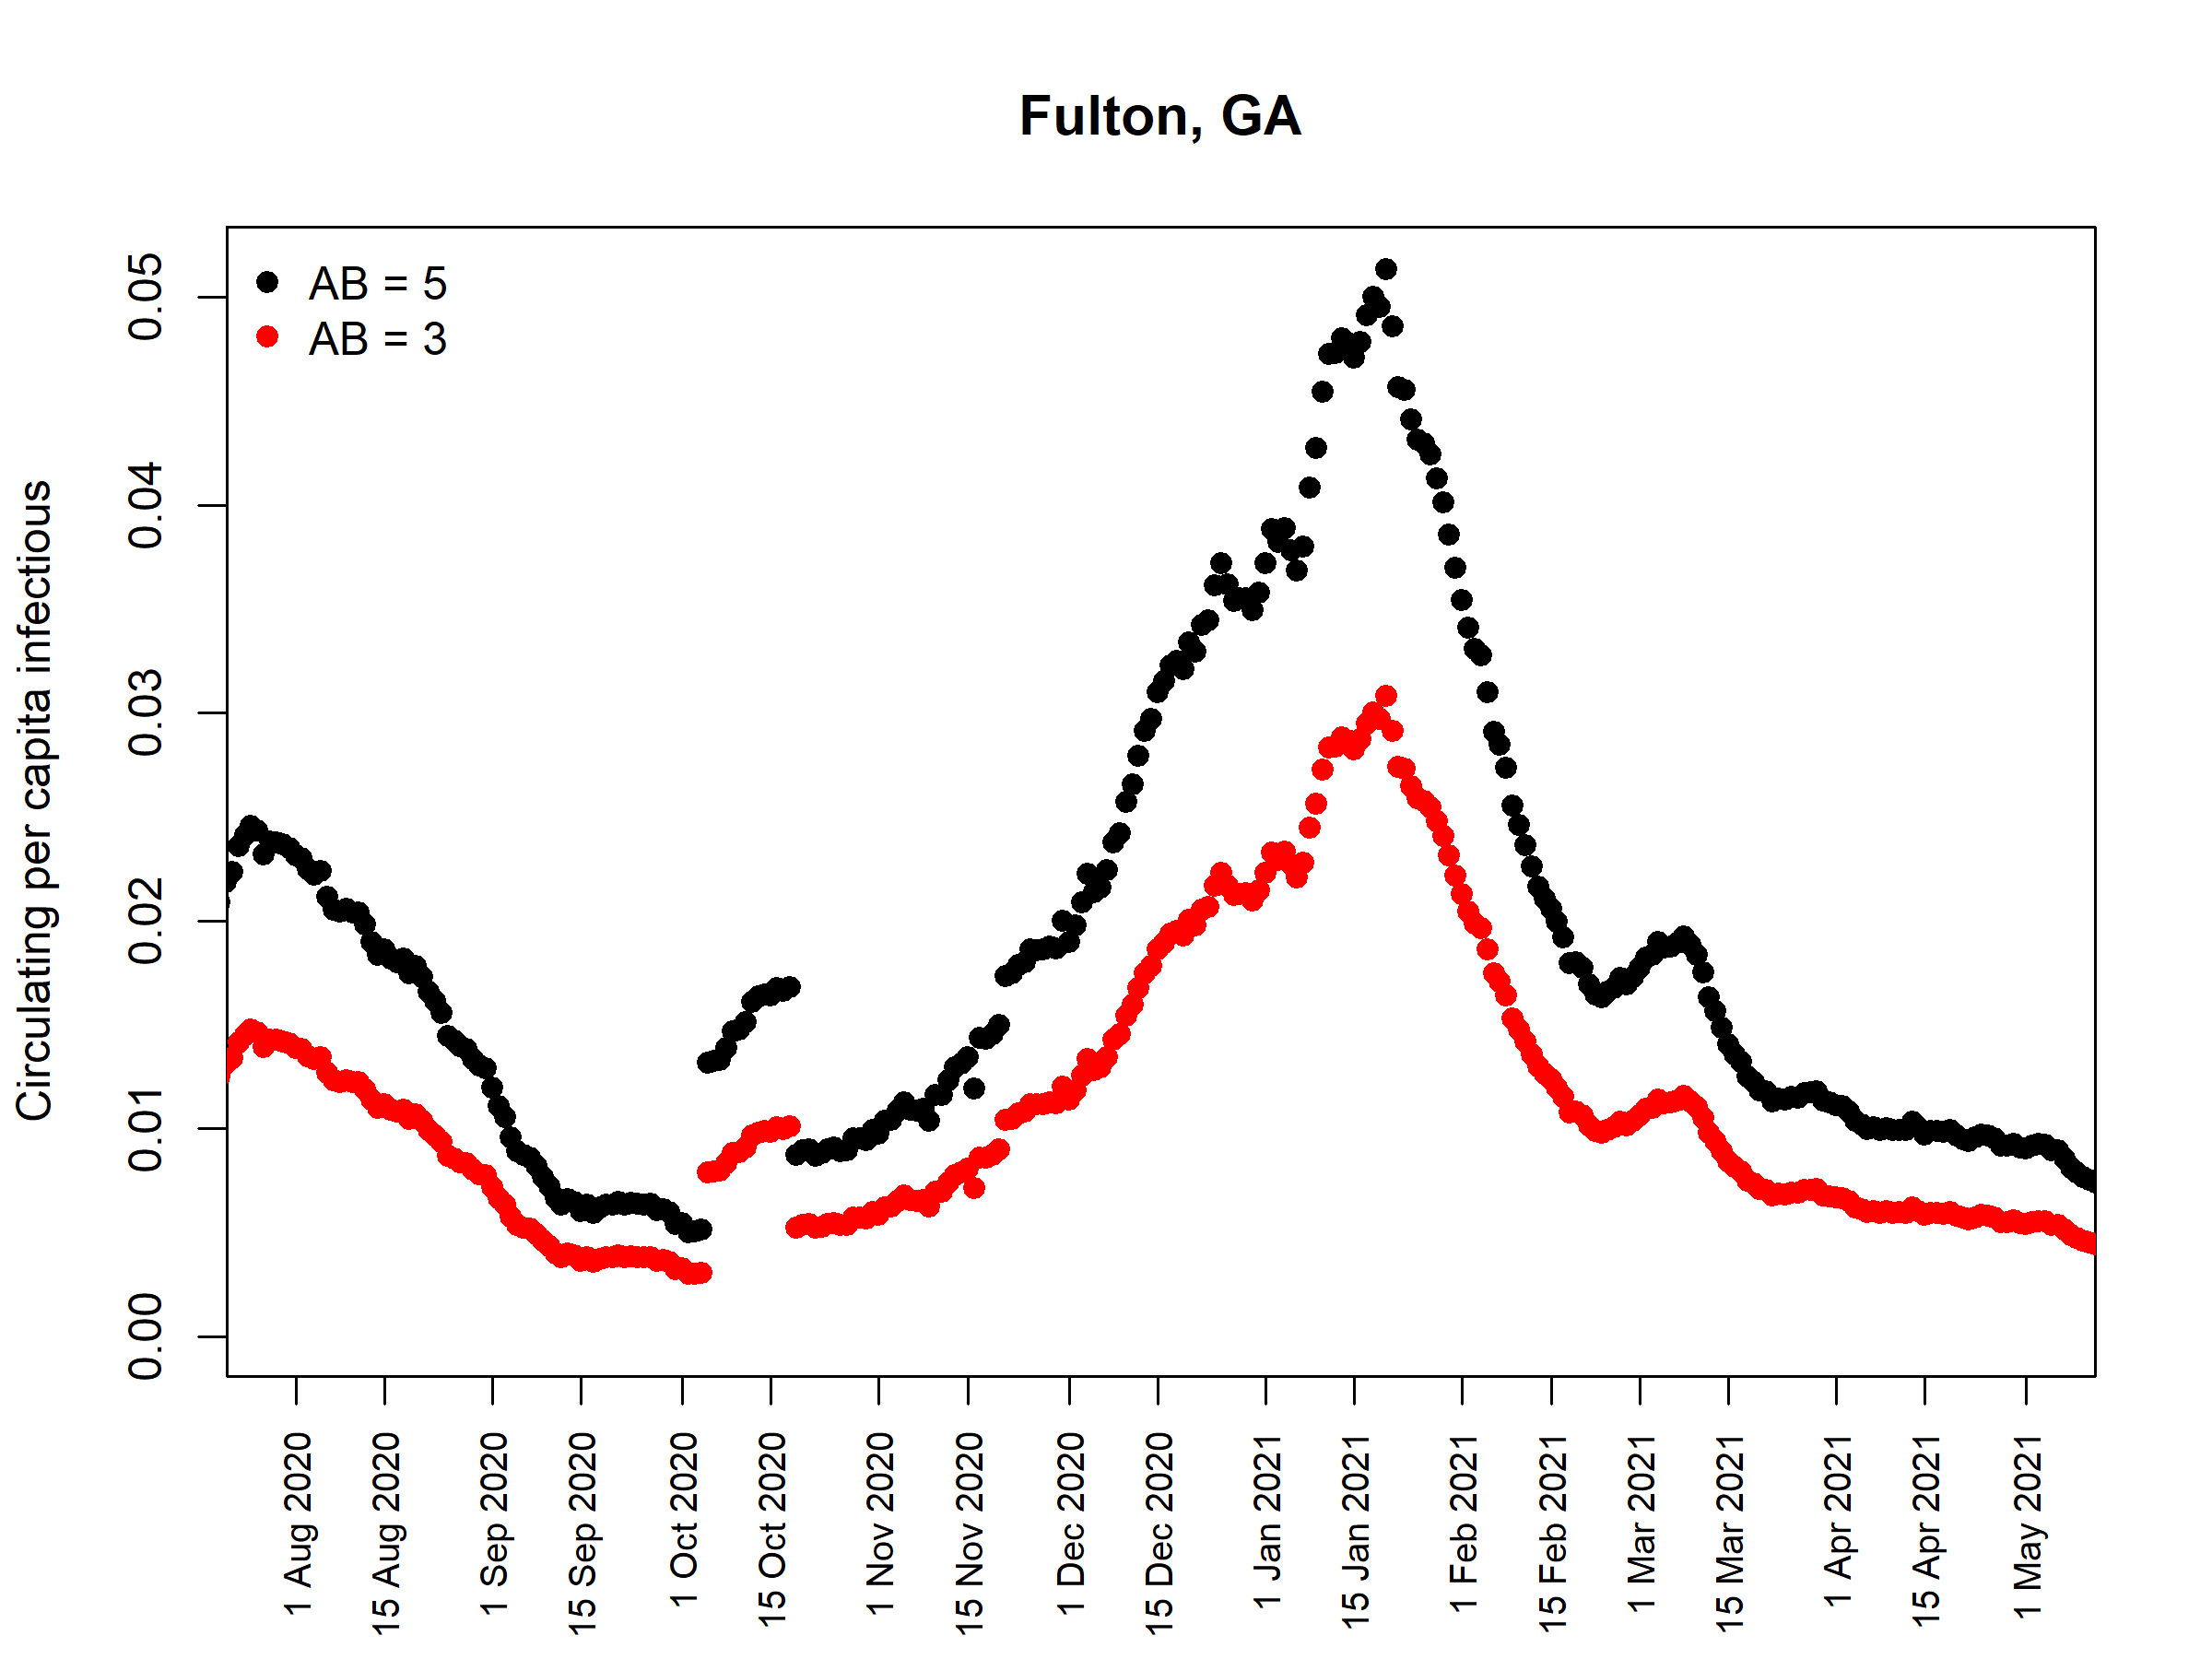 Fulton, GA
AB = 5
AB = 3
Circulating per capita infectious
0.05
0.04
0.03
0.02
0.01
0.00
1 Aug 2020
15 Aug 2020
1 Sep 2020
15 Sep 2020
1 Oct 2020
15 Oct 2020
1 Nov 2020
15 Nov 2020
1 Dec 2020
15 Dec 2020
1 Jan 2021
15 Jan 2021
1 Feb 2021
15 Feb 2021
1 Mar 2021
15 Mar 2021
1 Apr 2021
15 Apr 2021
1 May 2021